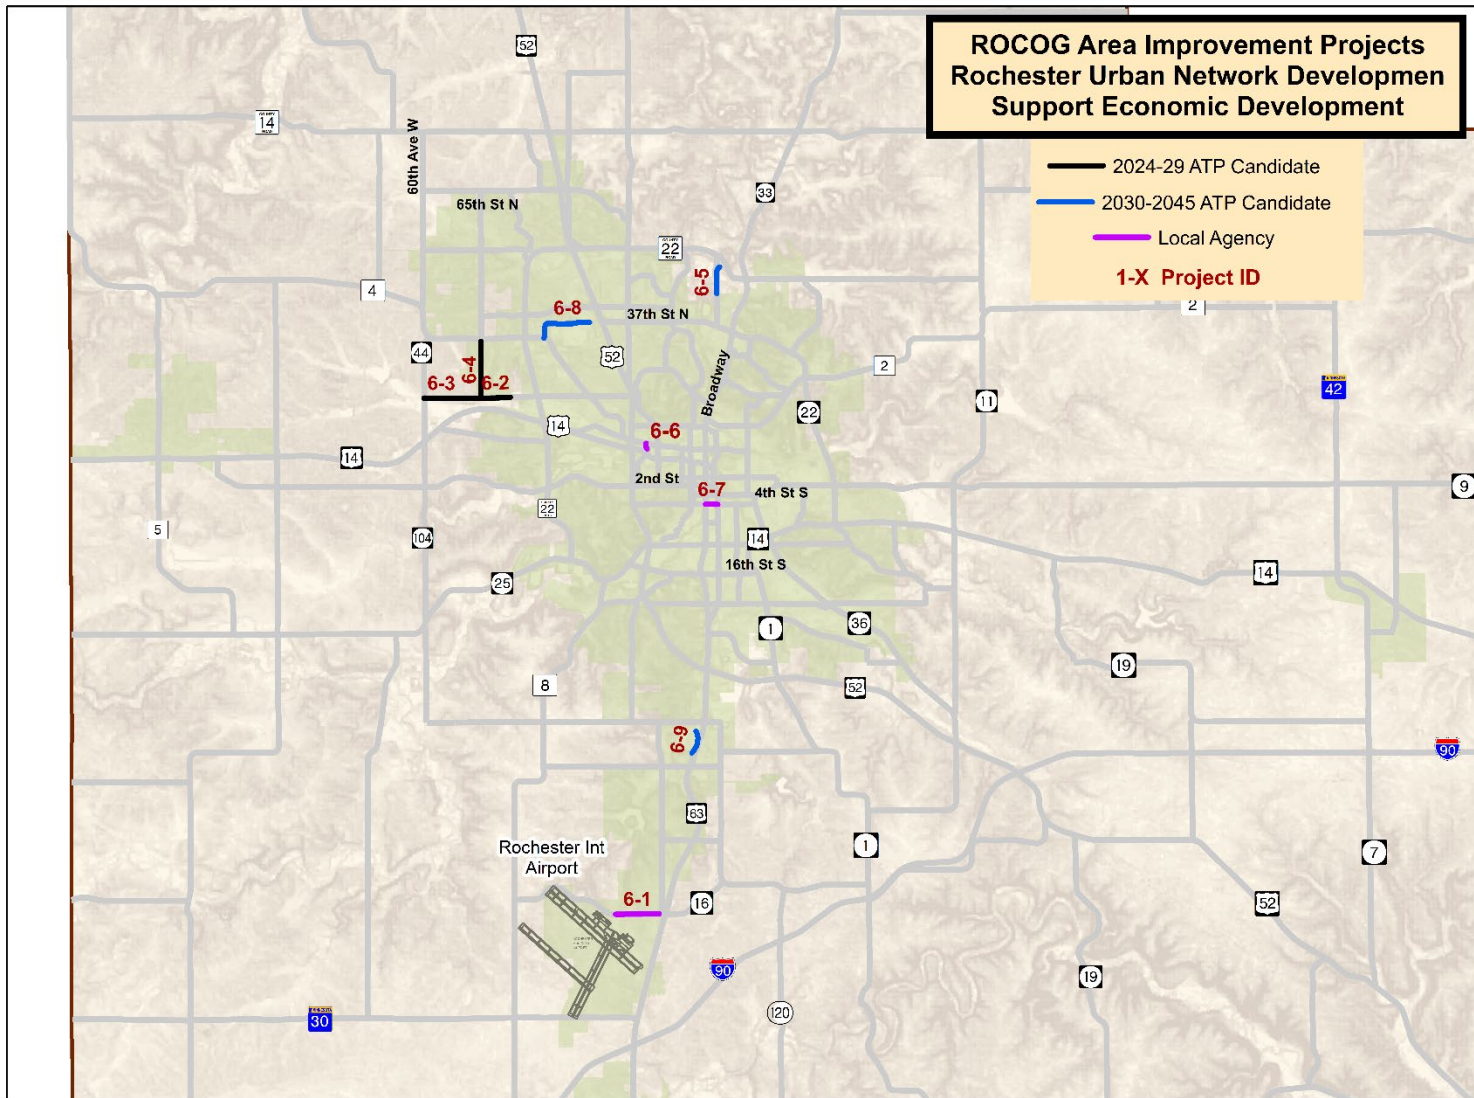 ROCOG Area Improvement Projects
Rochester Urban Network Developmen
Support Economic Development
2024-29 ATP Candidate
2030-2045 ATP Candidate
Local Agency
1-X Project ID
52
14
60th Ave W
33
65th St N
22
4
6-5
2
6-8
37th St N
44
52
6-4
2
42
6-3
6-2
Broadway
11
22
14
6-6
14
2nd St
6-7
4th St S
9
22
5
104
14
16th St S
14
25
1
36
19
8
52
6-9
90
63
Rochester Int
Airport
1
7
6-1
16
52
90
19
30
120